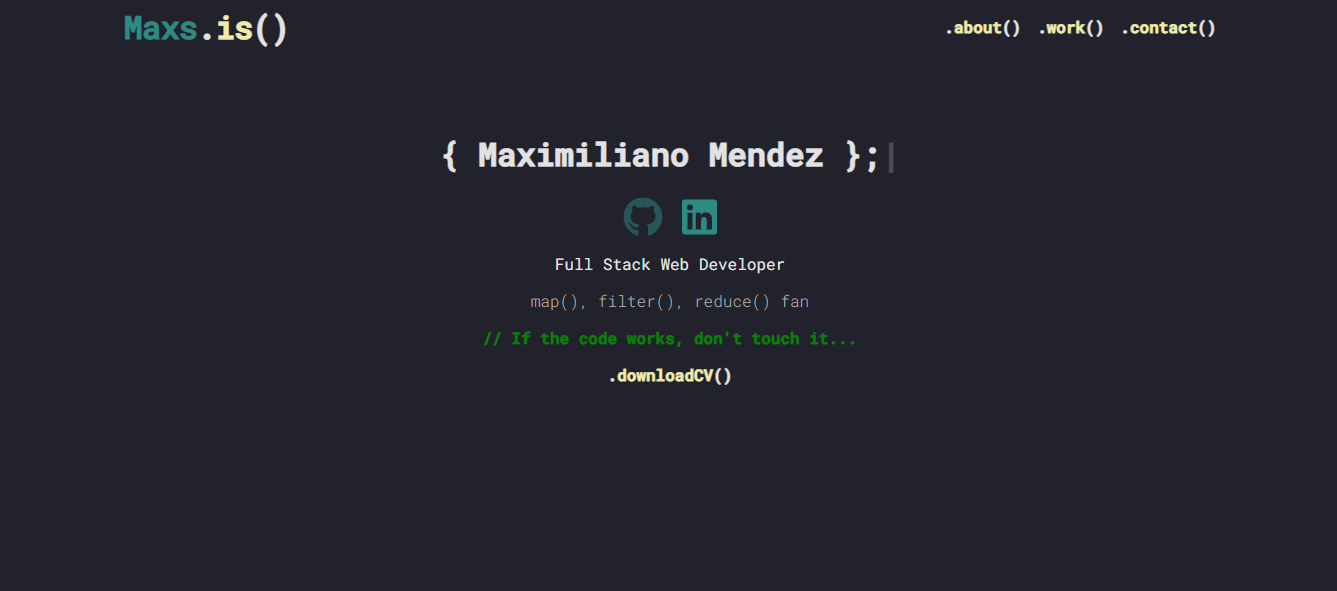 Maxs.is()
.about() .work() .contact()
{ Maximiliano Mendez };
in
Full Stack Web Developer
map(), filter(), reduce() fan
// If the code works, don't touch it...
.downloadCV()